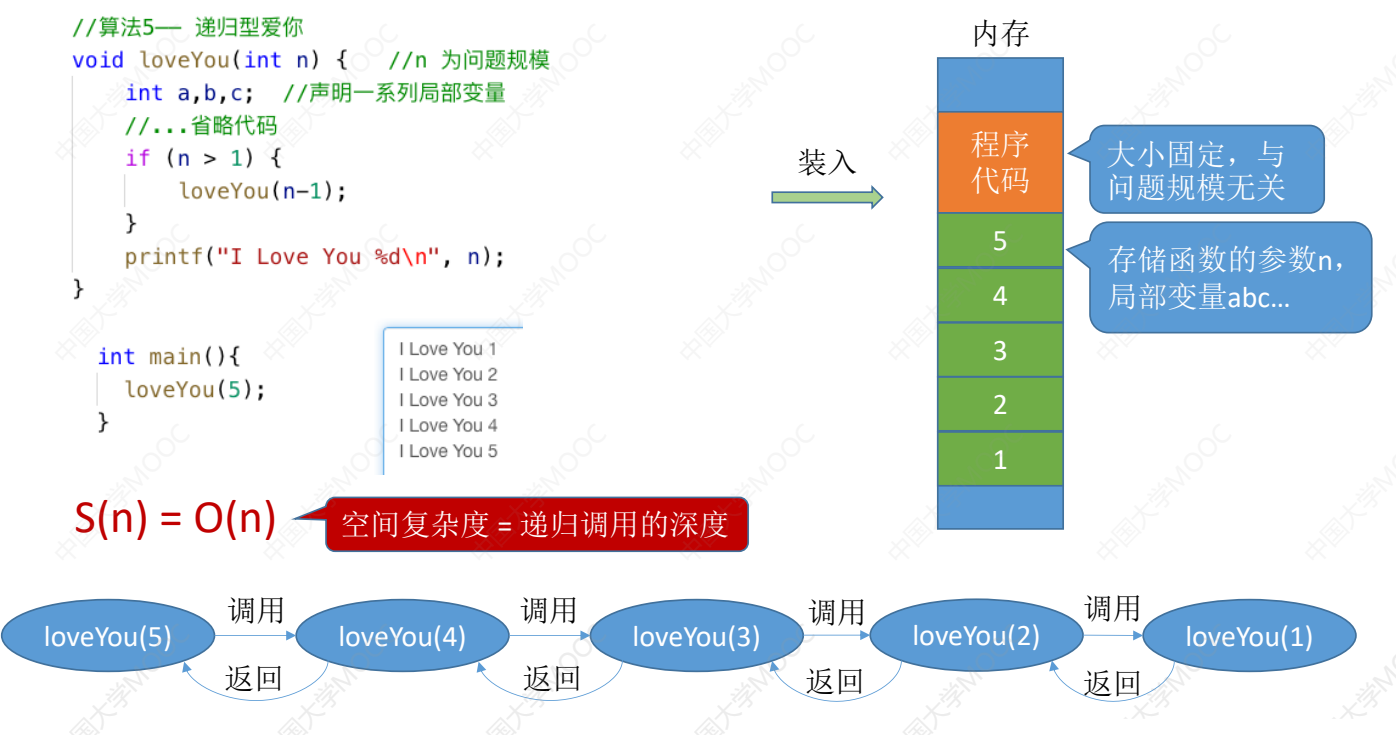 //算法5—— 递归型爱你
void loveYou(int n) {   //n 为问题规模
    int a,b,c;  //声明一系列局部变量
    //...省略代码
    if (n > 1) {
        loveYou(n-1);
    }
    printf("I Love You %d\n", n);
}
int main(){
  loveYou(5);
}
I Love You 1
I Love You 2
I Love You 3
I Love You 4
I Love You 5
S(n) = O(n)
空间复杂度 = 递归调用的深度
装入
内存
程序
代码
5
4
3
2
1
大小固定，与
问题规模无关
存储函数的参数n，
局部变量abc…
loveYou(5)
调用
返回
loveYou(4)
调用
返回
loveYou(3)
调用
返回
loveYou(2)
调用
返回
loveYou(1)
中国大学MOOC